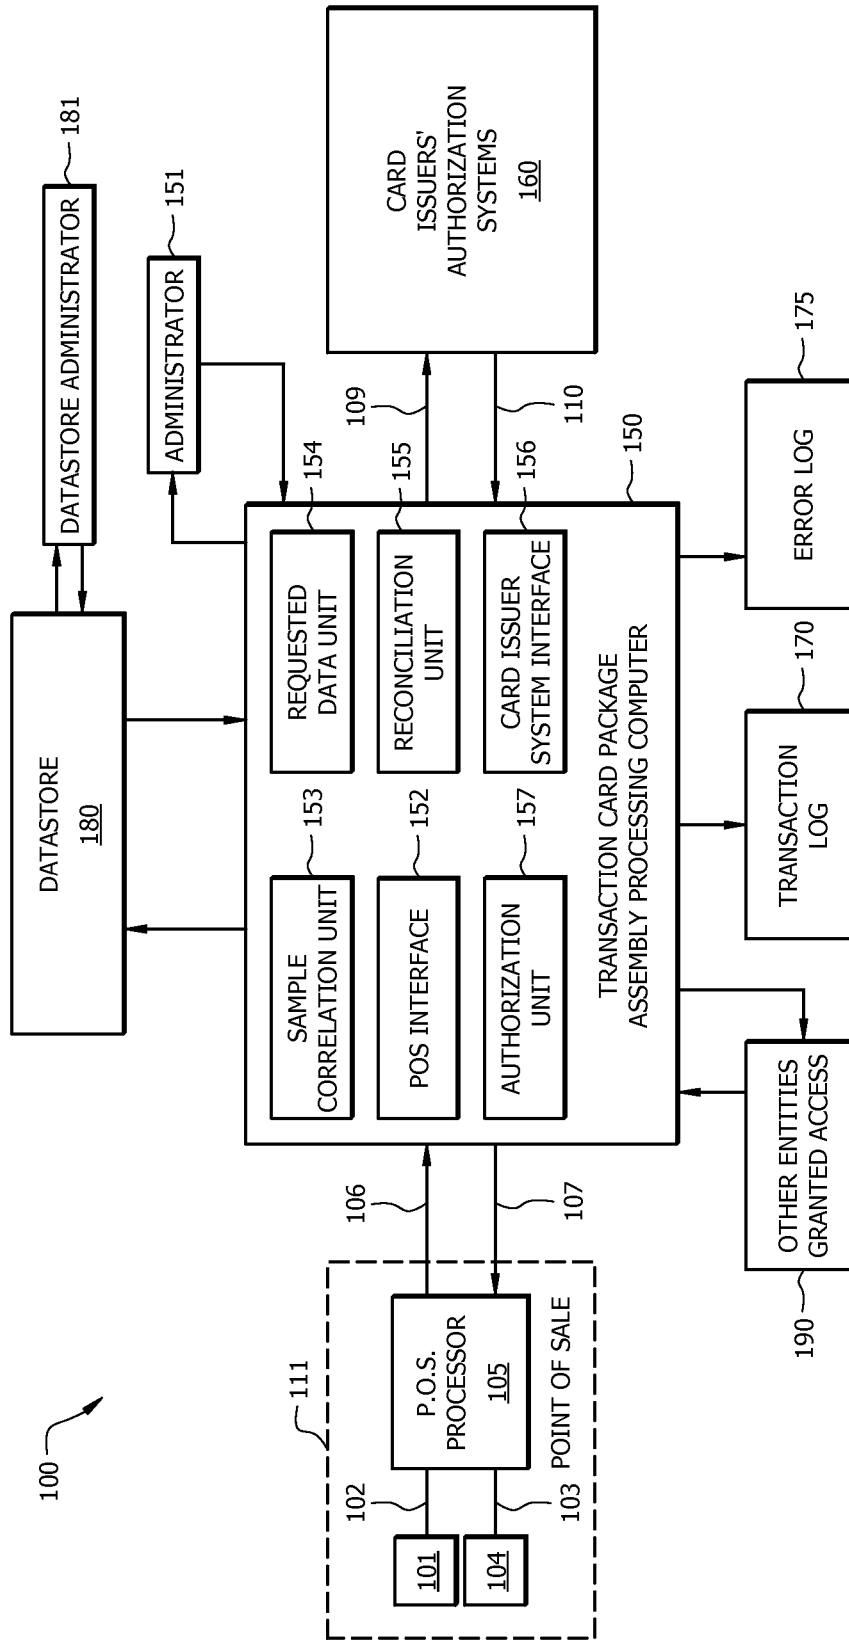 100
DATASTORE
180
DATASTORE ADMINISTRATOR
181
ADMINISTRATOR
151
111
101
104
102
103
P.O.S.
PROCESSOR
105
POINT OF SALE
106
107
SAMPLE
CORRELATION UNIT
153
REQUESTED
DATA UNIT
154
POS INTERFACE
152
RECONCILIATION
UNIT
155
AUTHORIZATION
UNIT
157
CARD ISSUER
SYSTEM INTERFACE
156
TRANSACTION CARD PACKAGE
ASSEMBLY PROCESSING COMPUTER
150
109
110
CARD
ISSUERS'
AUTHORIZATION
SYSTEMS
160
OTHER ENTITIES
GRANTED ACCESS
190
TRANSACTION
LOG
170
ERROR LOG
175